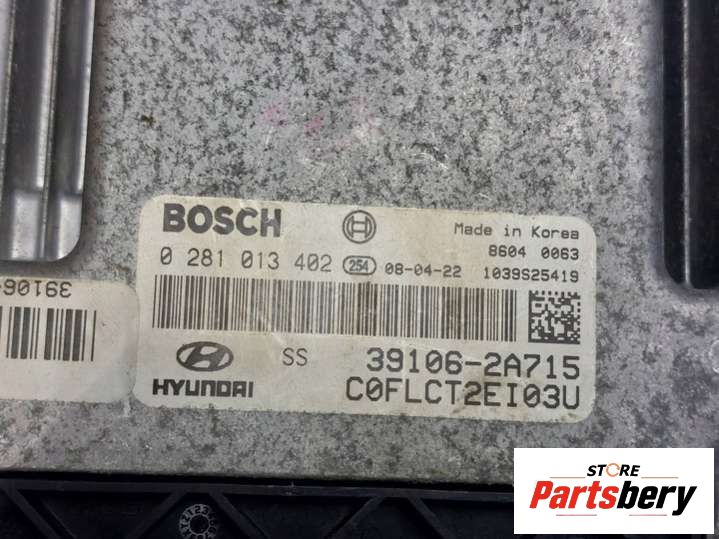 BOSCH
Made in Korea
8604 0063
0 281 013 402 254 08-04-22 1039S25419
39106-
HYUNDAI
SS
39106-2A715
C0FLCT2EI03U
STORE
Partsbery